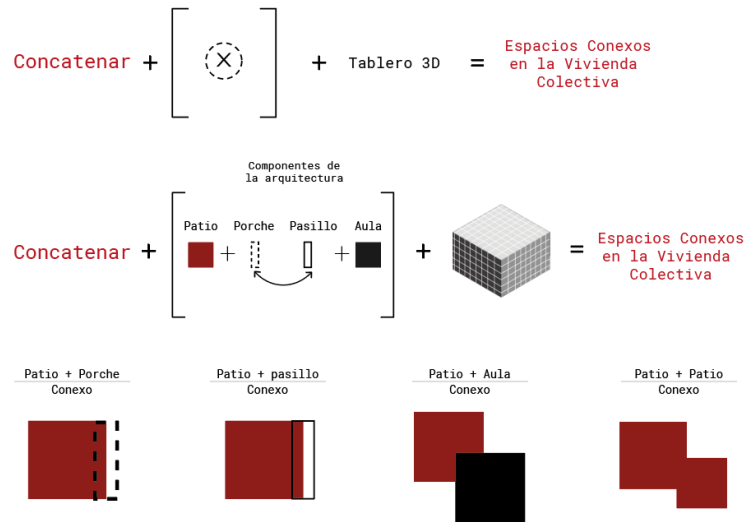 Concatenar + [ X ] + Tablero 3D = Espacios Conexos
en la Vivienda
Colectiva
Componentes de
la arquitectura
Patio Porche Pasillo Aula
Concatenar + [ + + ] + = Espacios Conexos
en la Vivienda
Colectiva
Patio + Porche
Conexo
Patio + pasillo
Conexo
Patio + Aula
Conexo
Patio + Patio
Conexo